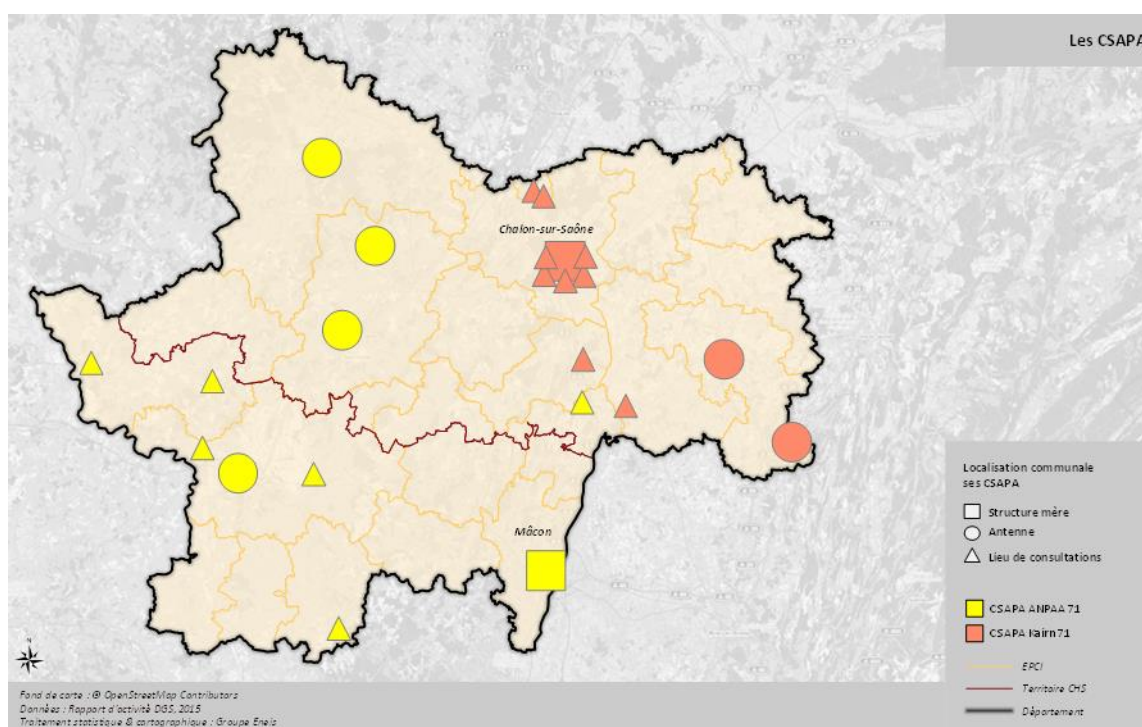 Les CSAPA
Chalon-sur-Saône
Mâcon
Localisation communale
ses CSAPA
Structure mère
Antenne
Lieu de consultations
CSAPA ANPAA 71
CSAPA Kairn 71
EPCI
Territoire CHS
Département
Fond de carte : © OpenStreetMap Contributors
Données : Rapport d'activité DGS, 2015
Traitement statistique & cartographique : Groupe Eneis